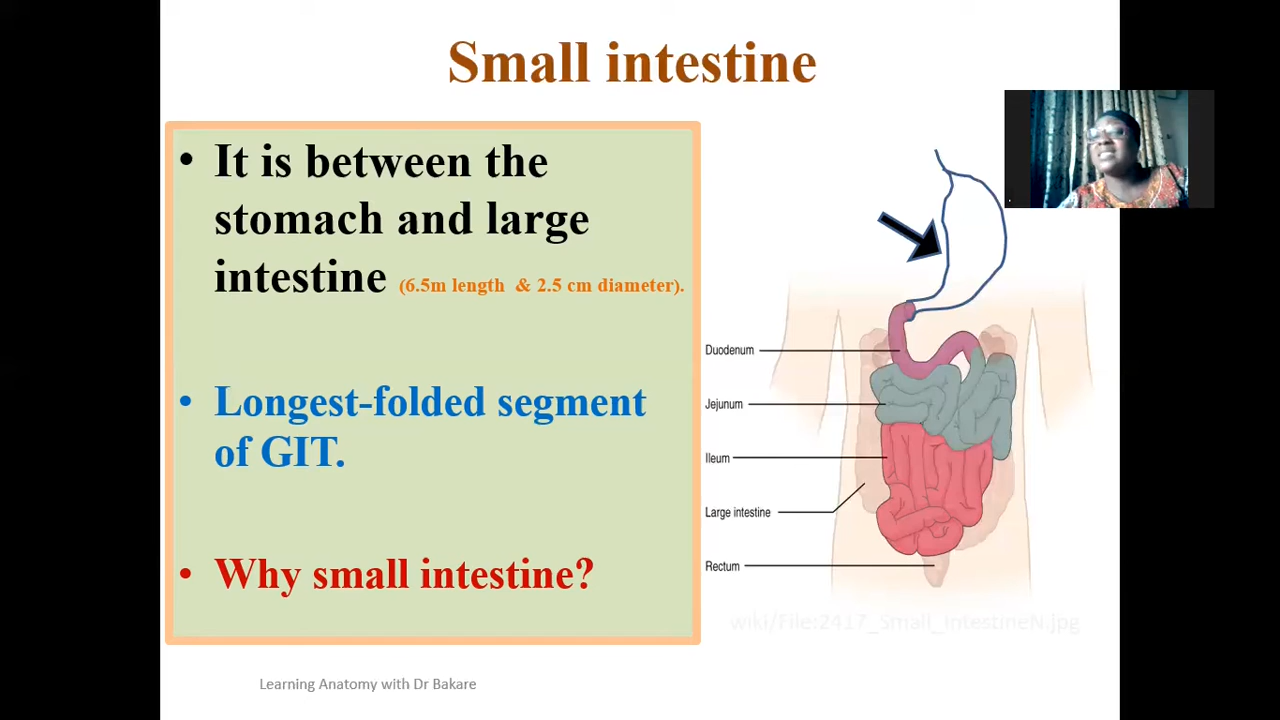 Small intestine
• It is between the
stomach and large
intestine (6.5m length & 2.5 cm diameter).
• Longest-folded segment
of GIT.
• Why small intestine?
Duodenum
Jejunum
Ileum
Large intestine
Rectum
wiki/File:2417_Small_IntestineN.jpg
Learning Anatomy with Dr Bakare